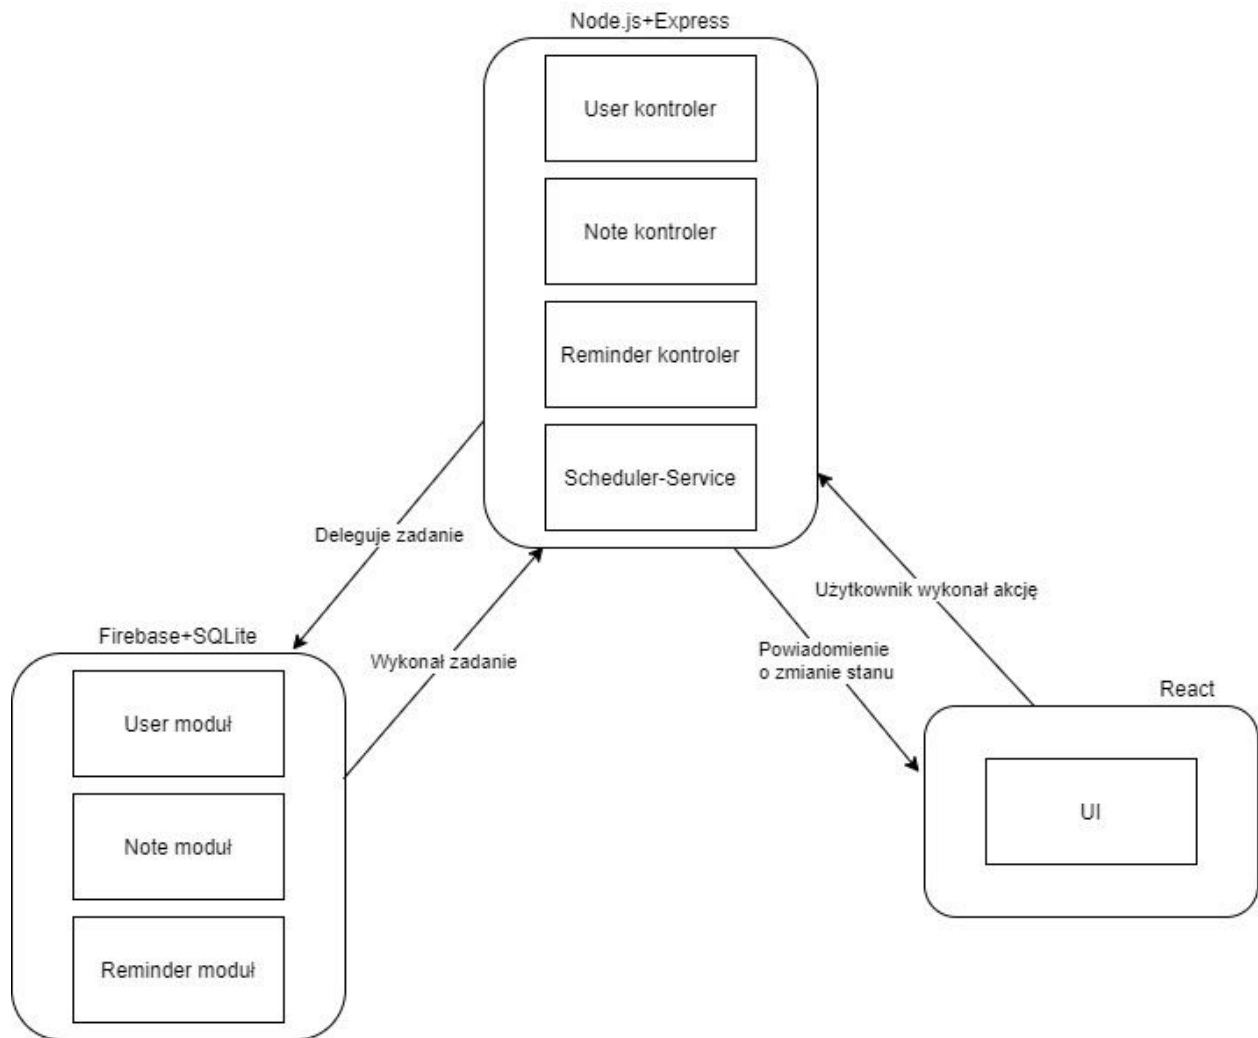 Node.js+Express
User kontroler
Note kontroler
Reminder kontroler
Scheduler-Service
Deleguje zadanie
Wykonał zadanie
Użytkownik wykonał akcję
Powiadomienie
o zmianie stanu
Firebase+SQLite
User moduł
Note moduł
Reminder moduł
React
UI